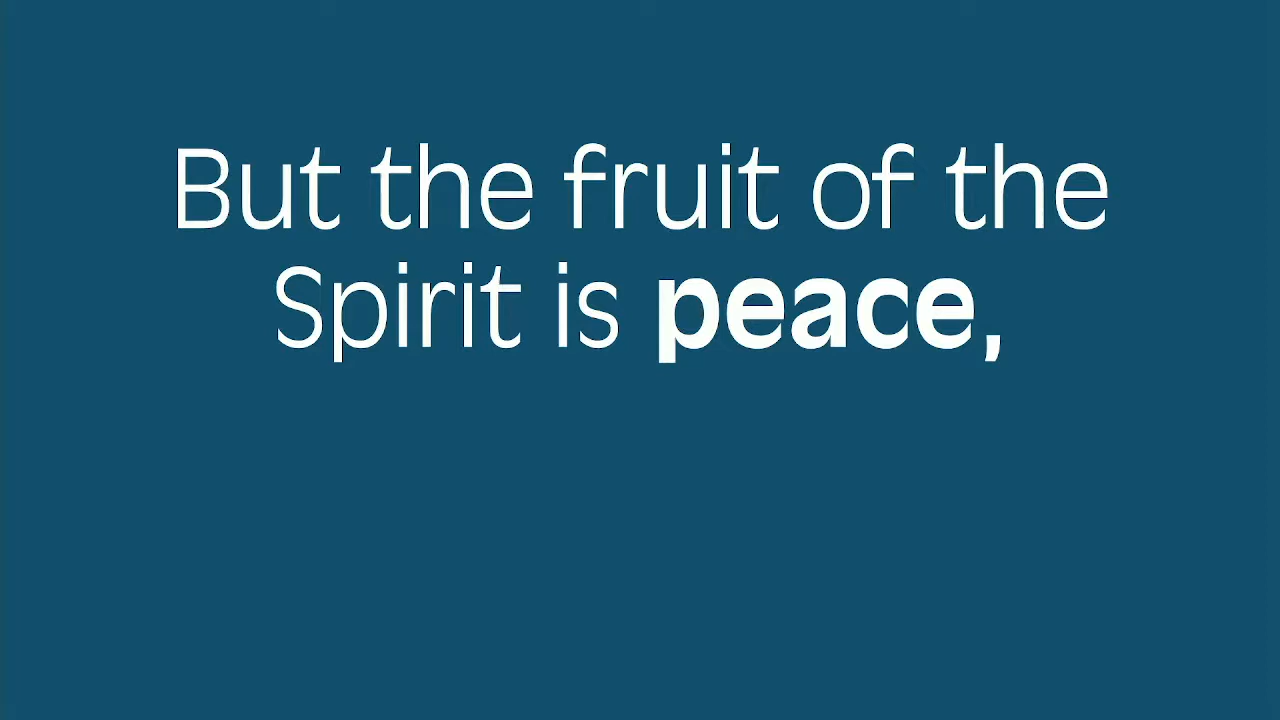 But the fruit of the
Spirit is peace,